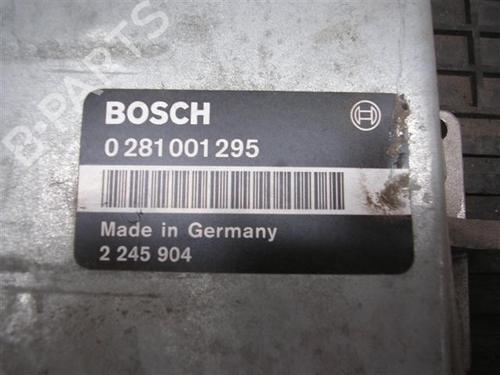 B-PARTS
BOSCH
0 281 001 295
Made in Germany
2 245 904